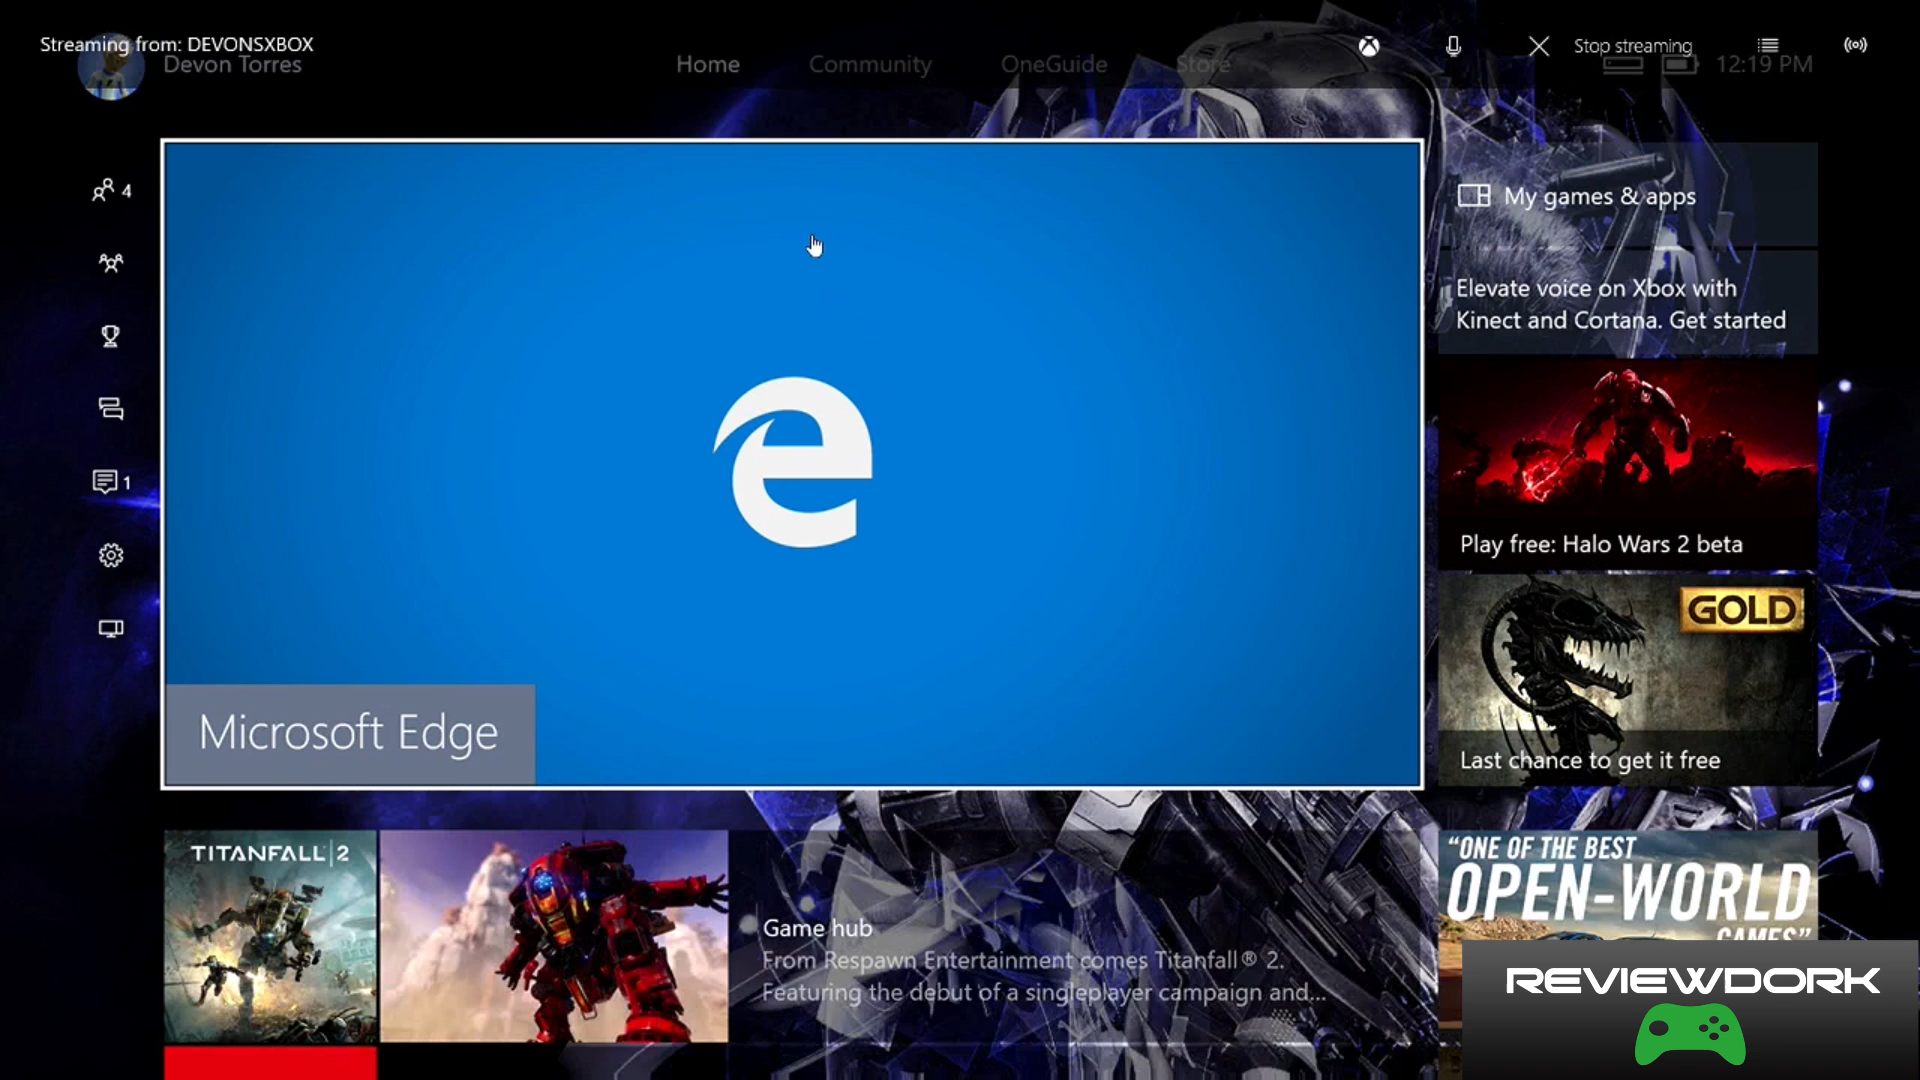 Streaming from: DEVONSXBOX
Stop streaming
Devon Torres
Home
Community
OneGuide
Store
12:19 PM
4
1
Microsoft Edge
My games & apps
Elevate voice on Xbox with
Kinect and Cortana. Get started
Play free: Halo Wars 2 beta
GOLD
Last chance to get it free
TITANFALL|2
Game hub
From Respawn Entertainment comes Titanfall® 2.
Featuring the debut of a singleplayer campaign and...
"ONE OF THE BEST
OPEN-WORLD
GAMES"
REVIEWDORK